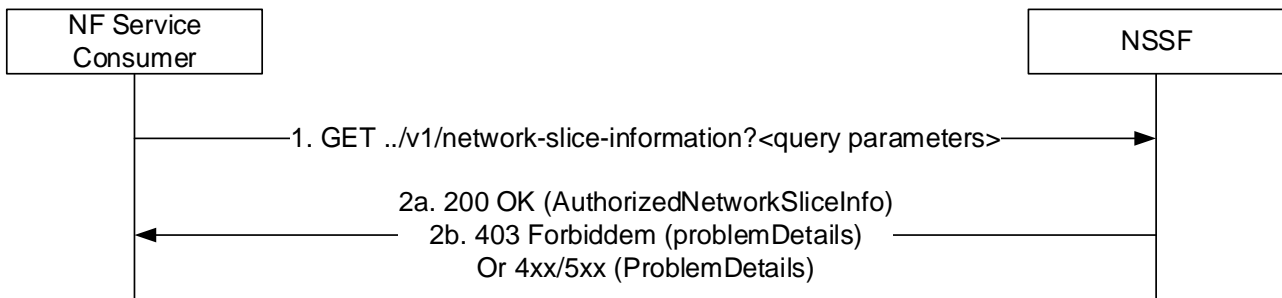 NF Service
Consumer
NSSF
1. GET ../v1/network-slice-information?<query parameters>
2a. 200 OK (AuthorizedNetworkSliceInfo)
2b. 403 Forbiddem (problemDetails)
Or 4xx/5xx (ProblemDetails)